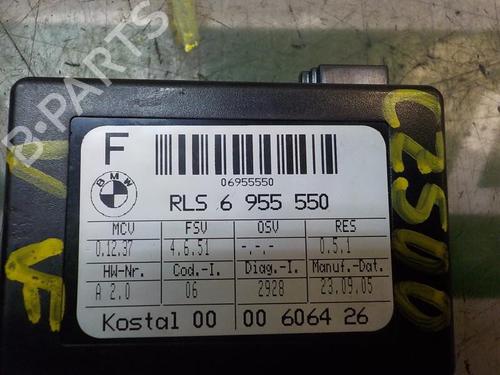 B-PARTS
F
BMW
06955550
RLS 6 955 550
MCV FSV OSV RES
0.12.37 4.6.51 -.-.- 0.5.1
HW-Nr. Cod.-I. Diag.-I. Manuf.-Dat.
A 2.0 06 2928 23.09.05
Kostal 00 00 6064 26